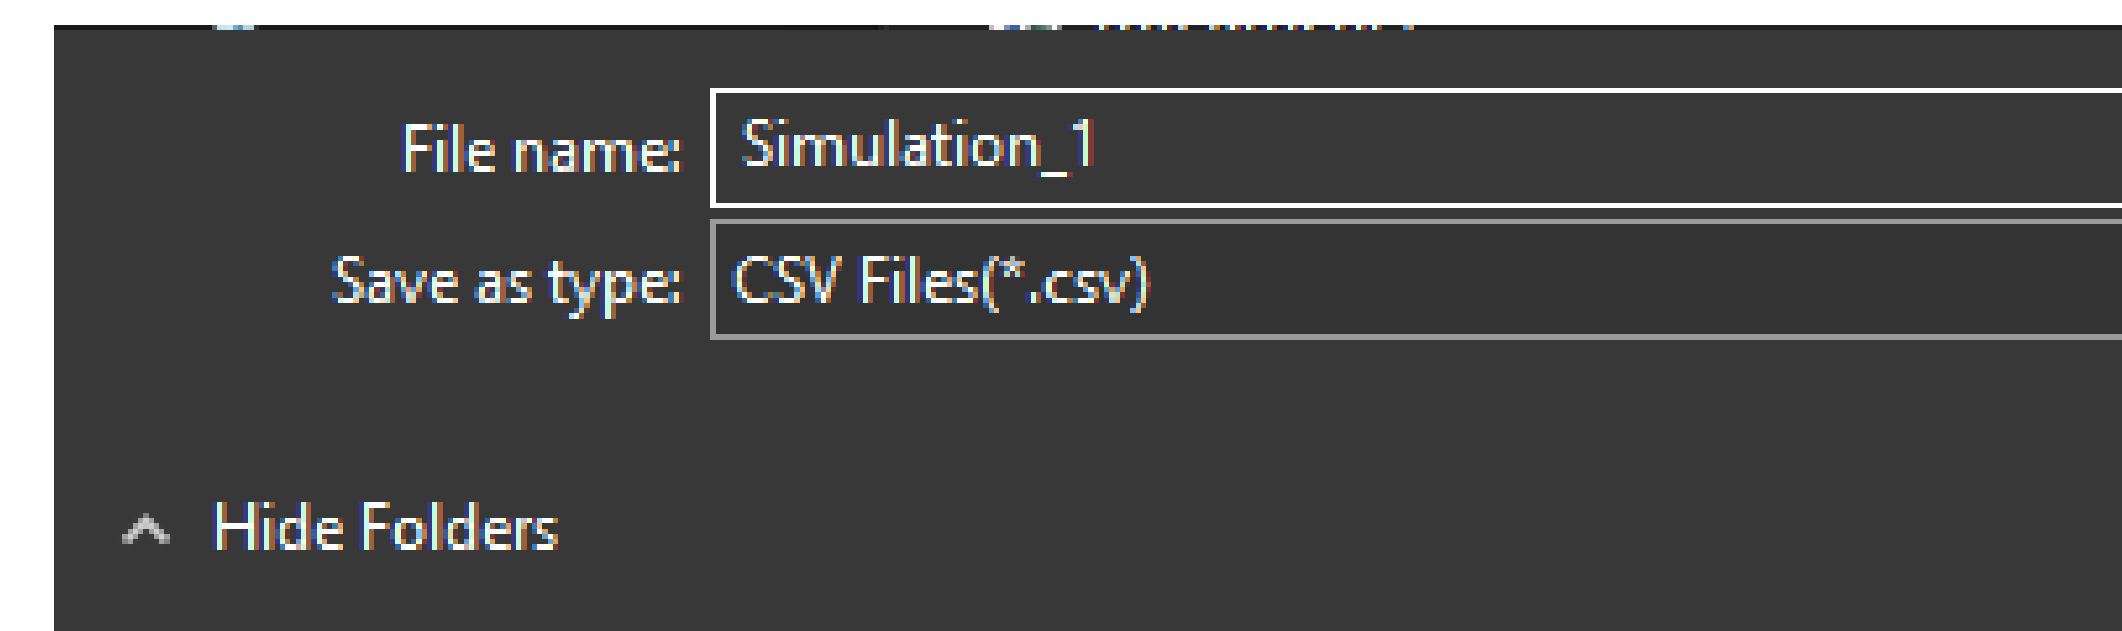 File name: Simulation_1
Save as type: CSV Files(*.csv)
Hide Folders